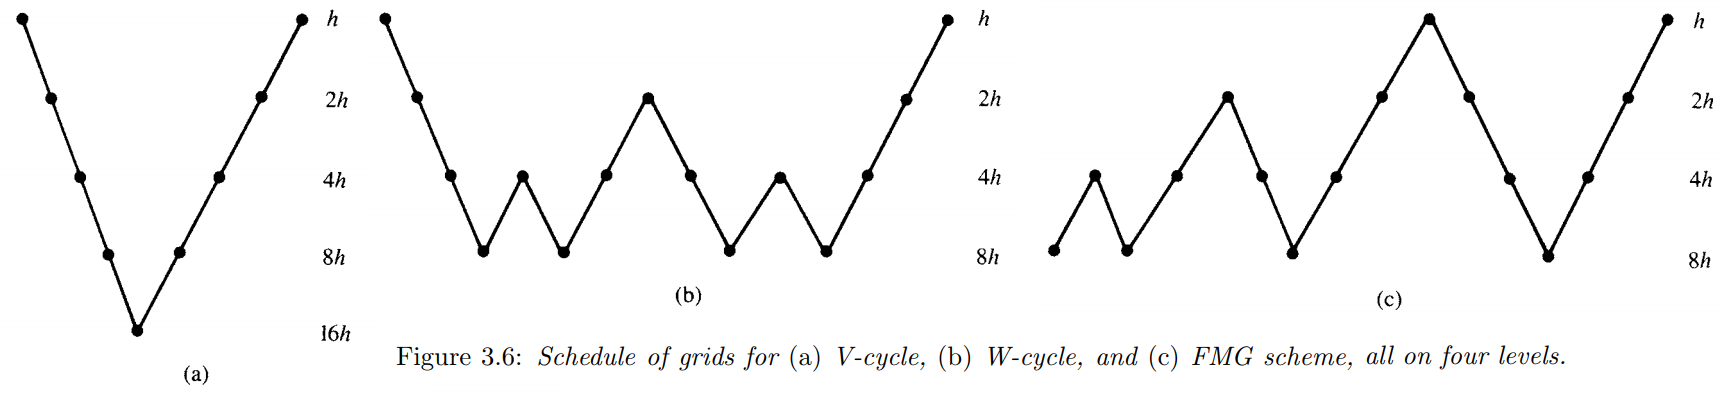 h
2h
4h
8h
16h
(a)
h
2h
4h
8h
(b)
h
2h
4h
8h
(c)
Figure 3.6: Schedule of grids for (a) V-cycle, (b) W-cycle, and (c) FMG scheme, all on four levels.